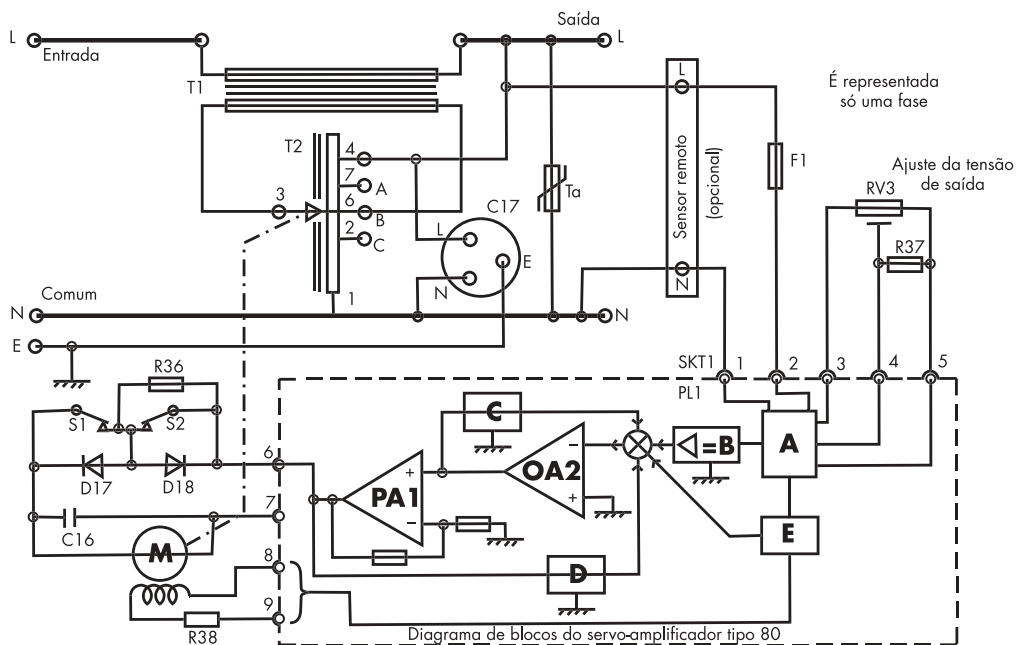 L
Entrada
Saída
L
T1
É representada
só uma fase
T2
4
7
A
3
6
B
2
C
1
C17
L
E
N
Ta
L
Sensor remoto
(opcional)
N
F1
Ajuste da tensão
de saída
RV3
R37
Comum
N
N
E
SKT1
1
2
3
4
5
PL1
R36
S1
S2
D17
D18
C16
M
R38
6
7
8
9
C
PA1
+
−
OA2
−
+
=B
A
D
E
Diagrama de blocos do servo-amplificador tipo 80